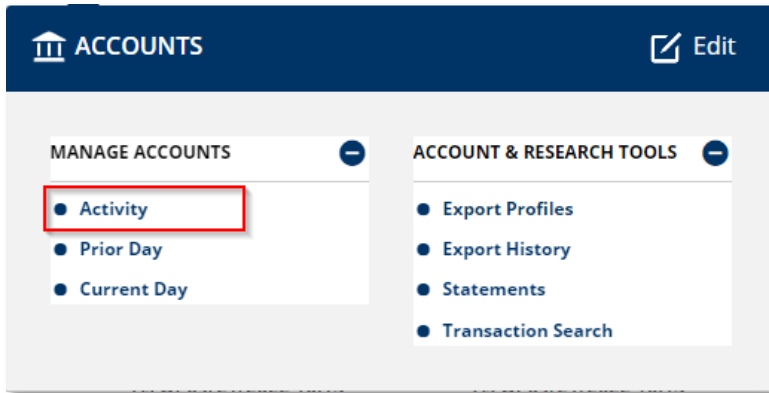 ACCOUNTS
Edit
MANAGE ACCOUNTS
Activity
Prior Day
Current Day
ACCOUNT & RESEARCH TOOLS
Export Profiles
Export History
Statements
Transaction Search